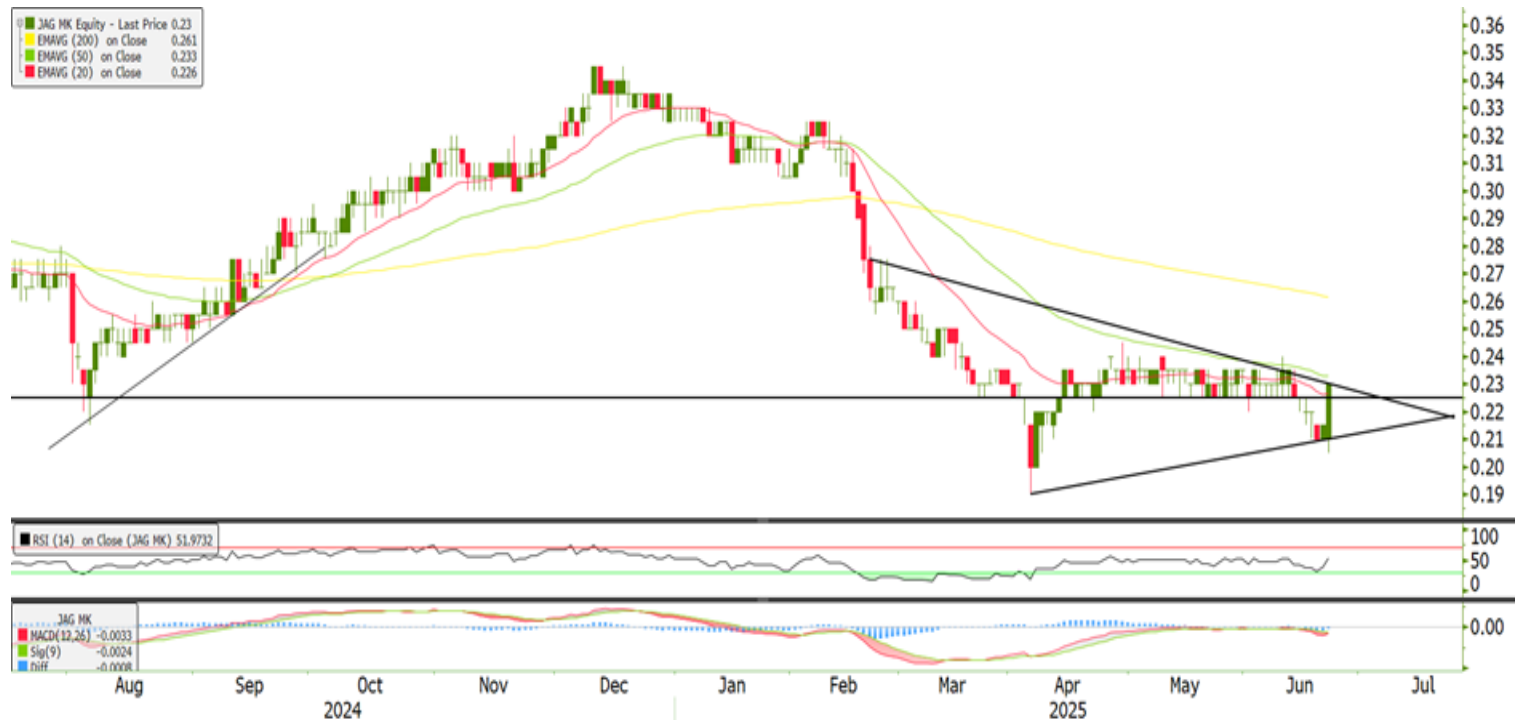 JAG MK Equity - Last Price 0.23
EMAVG (200) on Close 0.261
EMAVG (50) on Close 0.233
EMAVG (20) on Close 0.226
0.36
0.35
0.34
0.33
0.32
0.31
0.30
0.29
0.28
0.27
0.26
0.25
0.24
0.23
0.22
0.21
0.20
0.19
RSI (14) on Close (JAG MK) 51.9732
100
50
0
JAG MK
MACD(12,26) -0.0033
Sig(9) -0.0024
Diff -0.0008
0.00
Aug Sep Oct Nov Dec Jan Feb Mar Apr May Jun Jul
2024 2025